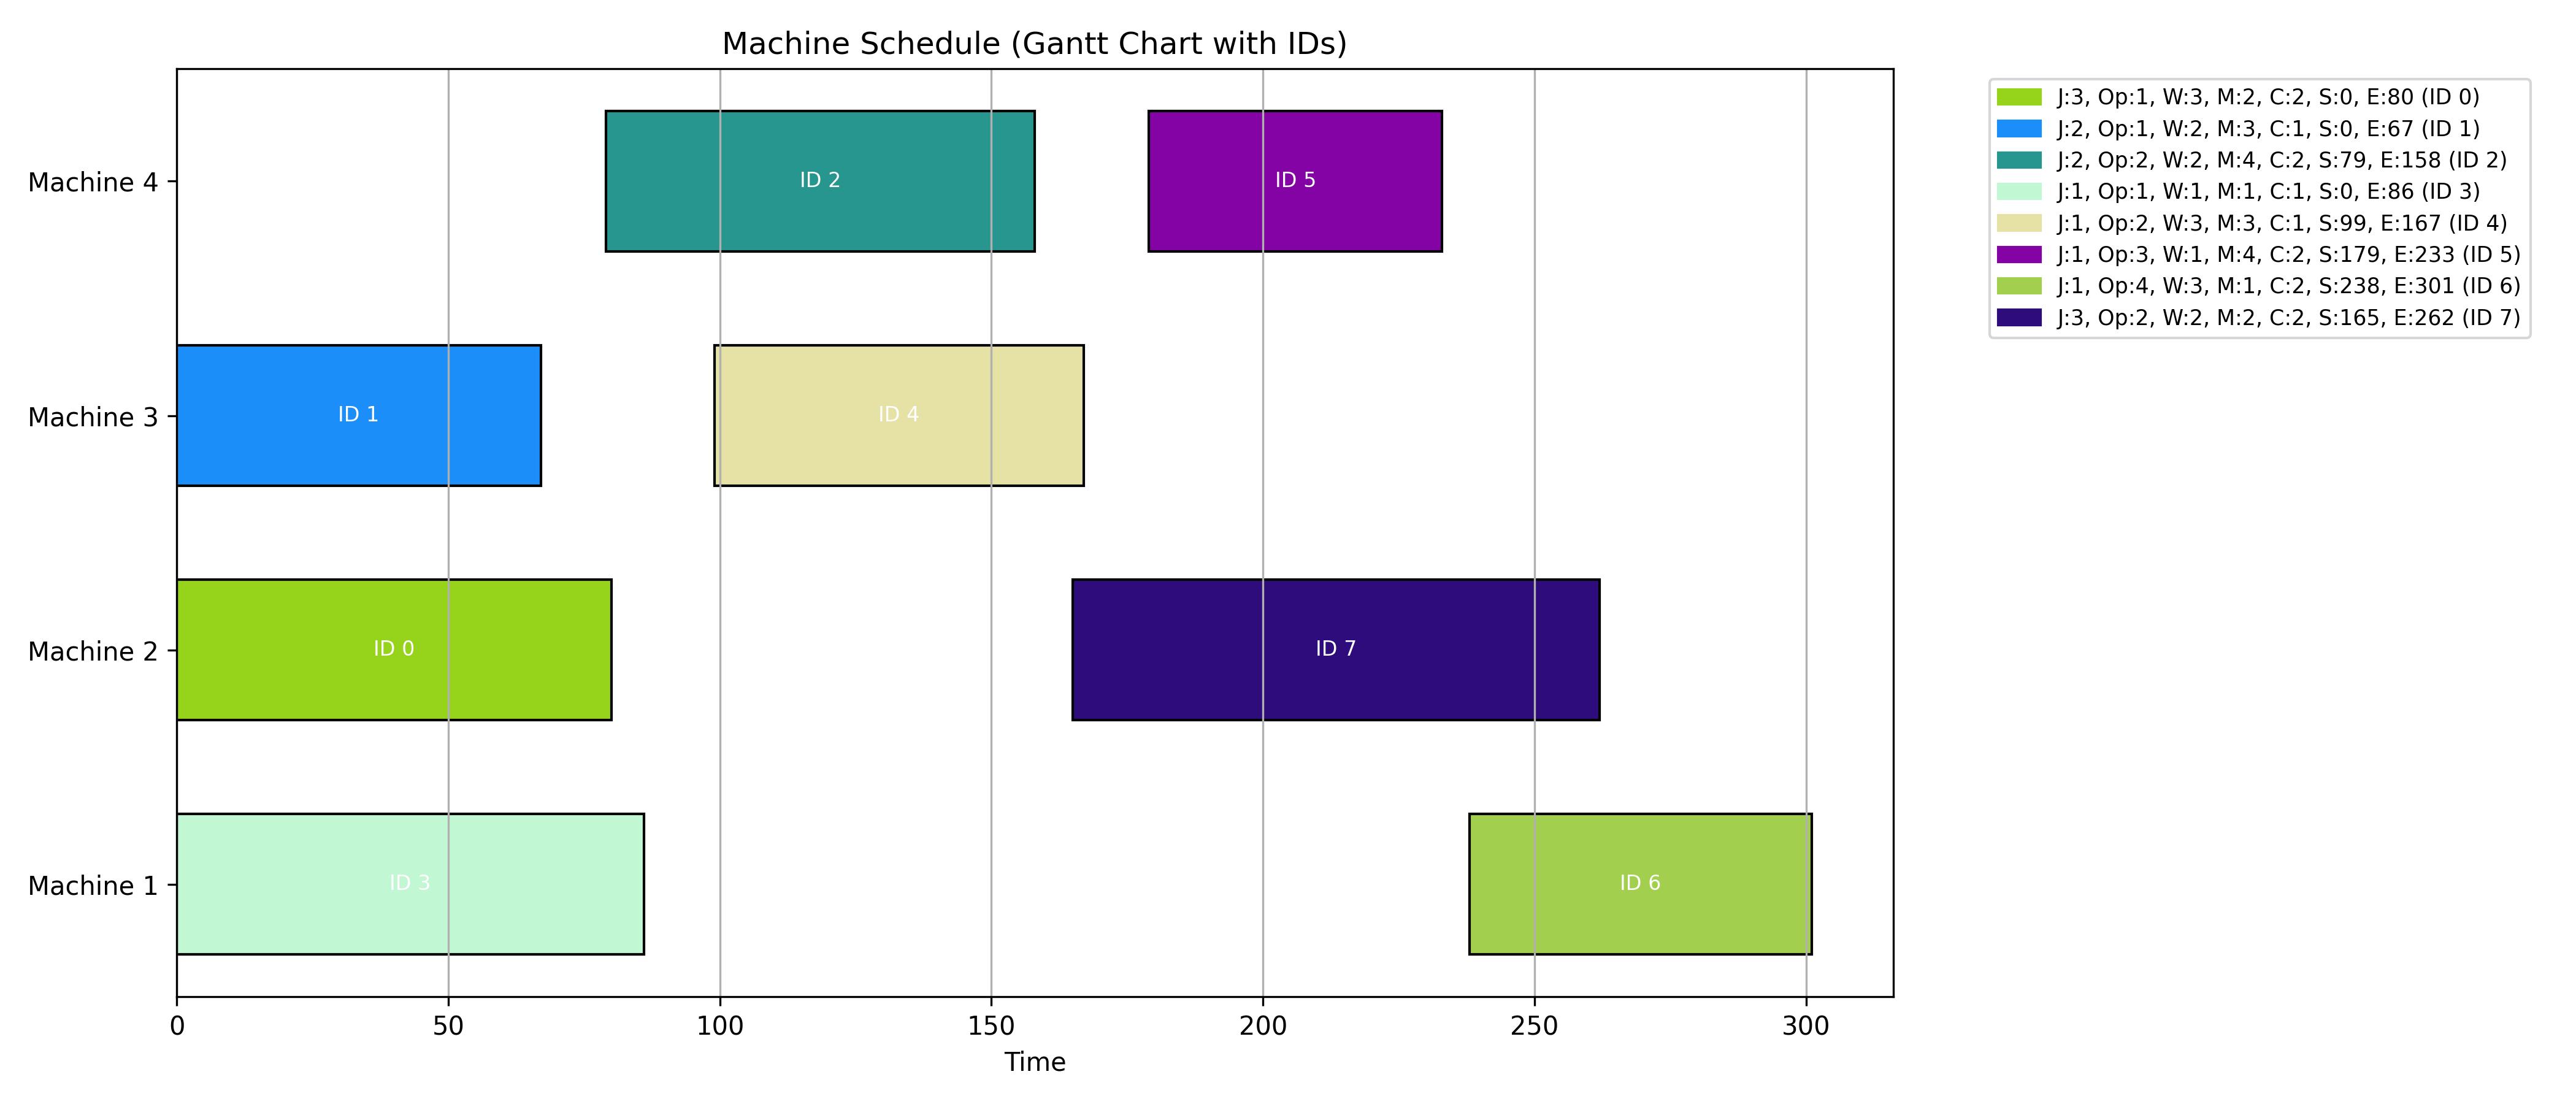 Machine Schedule (Gantt Chart with IDs)
Machine 4
Machine 3
Machine 2
Machine 1
ID 2
ID 5
ID 1
ID 4
ID 0
ID 7
ID 3
ID 6
0 50 100 150 200 250 300
Time
J:3, Op:1, W:3, M:2, C:2, S:0, E:80 (ID 0)
J:2, Op:1, W:2, M:3, C:1, S:0, E:67 (ID 1)
J:2, Op:2, W:2, M:4, C:2, S:79, E:158 (ID 2)
J:1, Op:1, W:1, M:1, C:1, S:0, E:86 (ID 3)
J:1, Op:2, W:3, M:3, C:1, S:99, E:167 (ID 4)
J:1, Op:3, W:1, M:4, C:2, S:179, E:233 (ID 5)
J:1, Op:4, W:3, M:1, C:2, S:238, E:301 (ID 6)
J:3, Op:2, W:2, M:2, C:2, S:165, E:262 (ID 7)